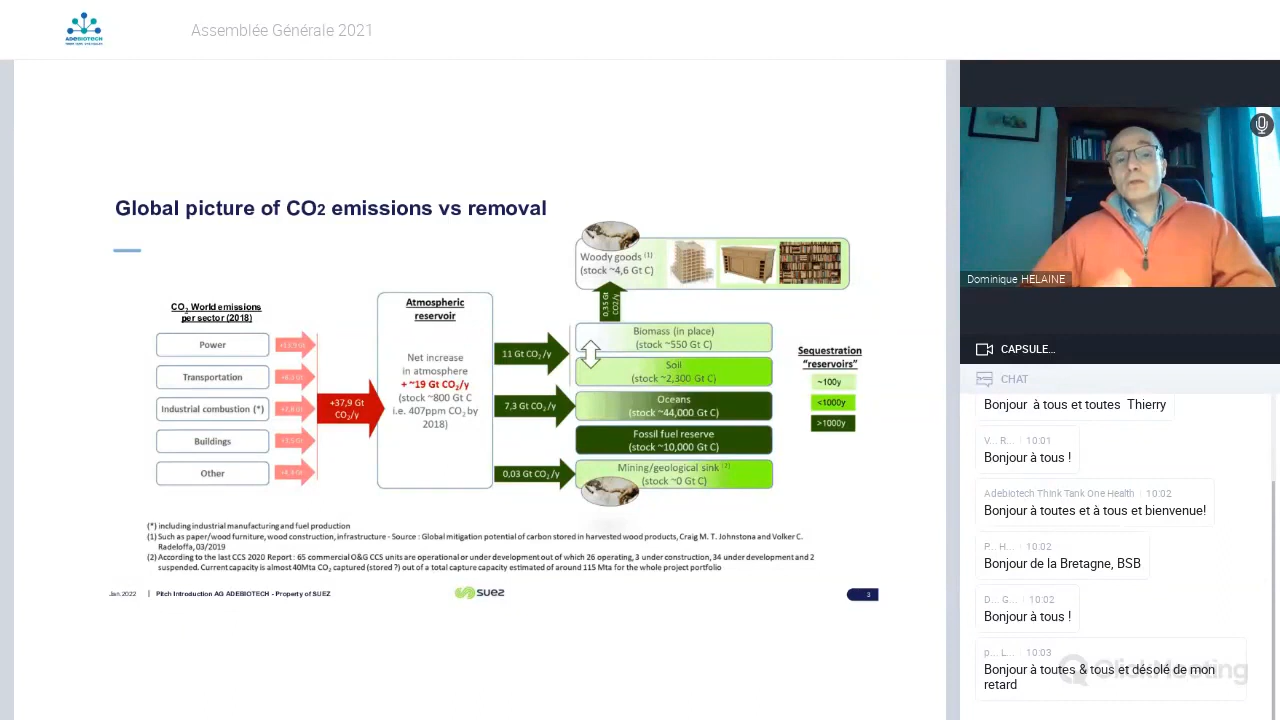 ADEBIOTECH
Assemblée Générale 2021
Global picture of CO2 emissions vs removal
CO2 World emissions
per sector (2018)
Power
Transportation
Industrial combustion (*)
Buildings
Other
+37,9 Gt
CO2/y
Atmospheric
reservoir
Net increase
in atmosphere
+ ~19 Gt CO2/y
(stock ~800 Gt C
i.e. 407ppm CO2 by
2018)
11 Gt CO2/y
7,3 Gt CO2/y
0,03 Gt CO2/y
Woody goods (1)
(stock ~4,6 Gt C)
0,35 Gt
CO2/y
Biomass (in place)
(stock ~550 Gt C)
Soil
(stock ~2,300 Gt C)
Oceans
(stock ~44,000 Gt C)
Fossil fuel reserve
(stock ~10,000 Gt C)
Mining/geological sink (2)
(stock ~0 Gt C)
Sequestration
"reservoirs"
~100y
<1000y
>1000y
(*) including industrial manufacturing and fuel production
(1) Such as paper/wood furniture, wood construction, infrastructure - Source : Global mitigation potential of carbon stored in harvested wood products, Craig M. T. Johnstona and Volker C.
Radeloffa, 03/2019
(2) According to the last CCS 2020 Report : 65 commercial O&G CCS units are operational or under development out of which 26 operating, 3 under construction, 34 under development and 2
suspended. Current capacity is almost 40Mta CO2 captured (stored ?) out of a total capture capacity estimated of around 115 Mta for the whole project portfolio
Jan.2022 | Pitch Introduction AG ADEBIOTECH - Property of SUEZ
suez
3
Dominique HELAINE
CAPSULE...
CHAT
Bonjour à tous et toutes Thierry
V... R... 10:01
Bonjour à tous !
Adebiotech Think Tank One Health 10:02
Bonjour à toutes et à tous et bienvenue!
P... H... 10:02
Bonjour de la Bretagne, BSB
D... G... 10:02
Bonjour à tous !
p... L... 10:03
Bonjour à toutes & tous et désolé de mon
retard
ClickMeeting